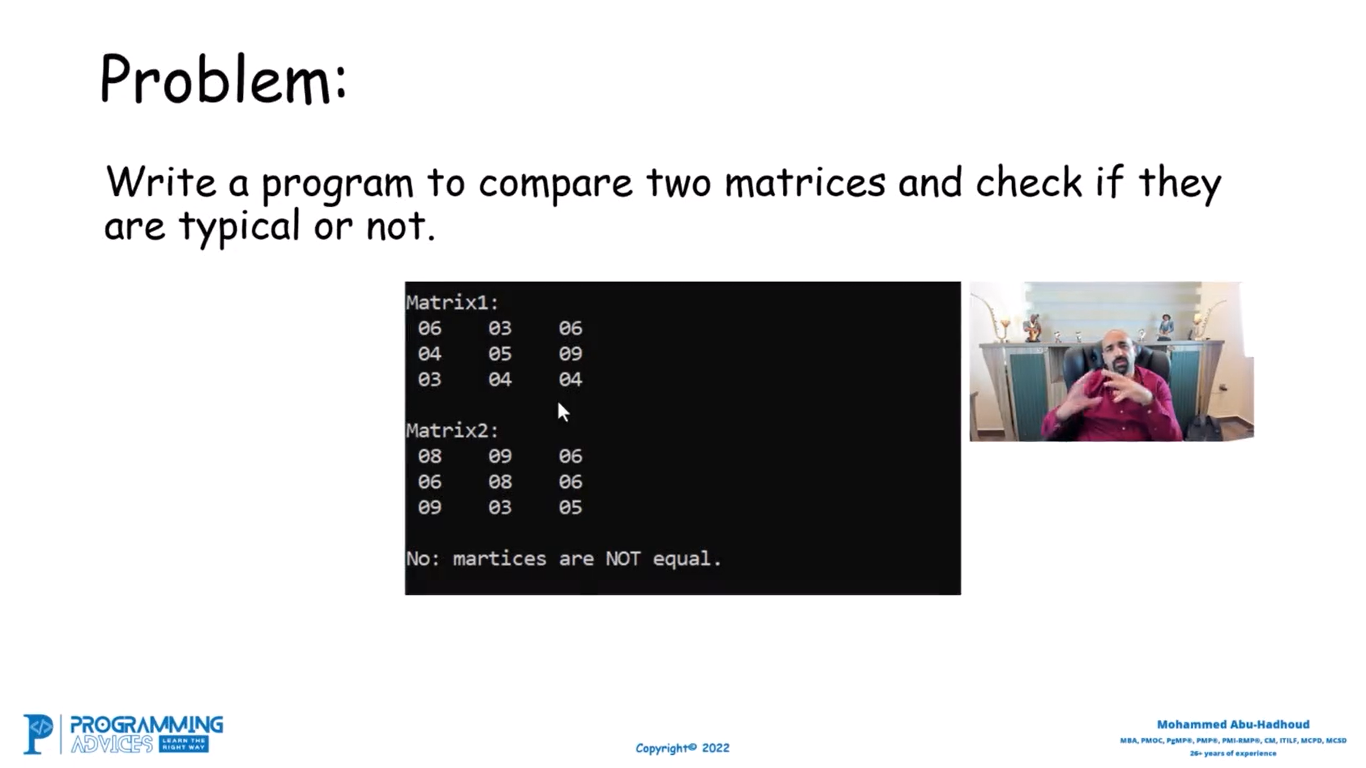 Problem:
Write a program to compare two matrices and check if they
are typical or not.
Matrix1:
06 03 06
04 05 09
03 04 04
Matrix2:
08 09 06
06 08 06
09 03 05
No: martices are NOT equal.
PROGRAMMING
ADVICES
LEARN THE
RIGHT WAY
Copyright© 2022
Mohammed Abu-Hadhoud
MBA, PMOC, PgMP®, PMP®, PMI-RMP®, CM, ITILF, MCPD, MCSD
26+ years of experience